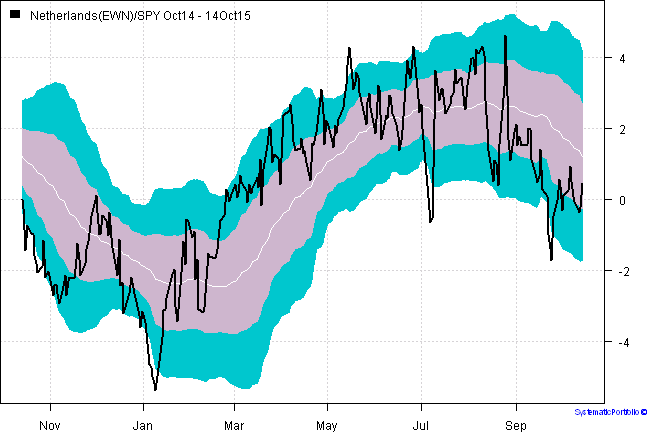 Netherlands(EWN)/SPY Oct14 - 14Oct15
4
2
0
-2
-4
Nov Jan Mar May Jul Sep
SystematicPortfolio ©